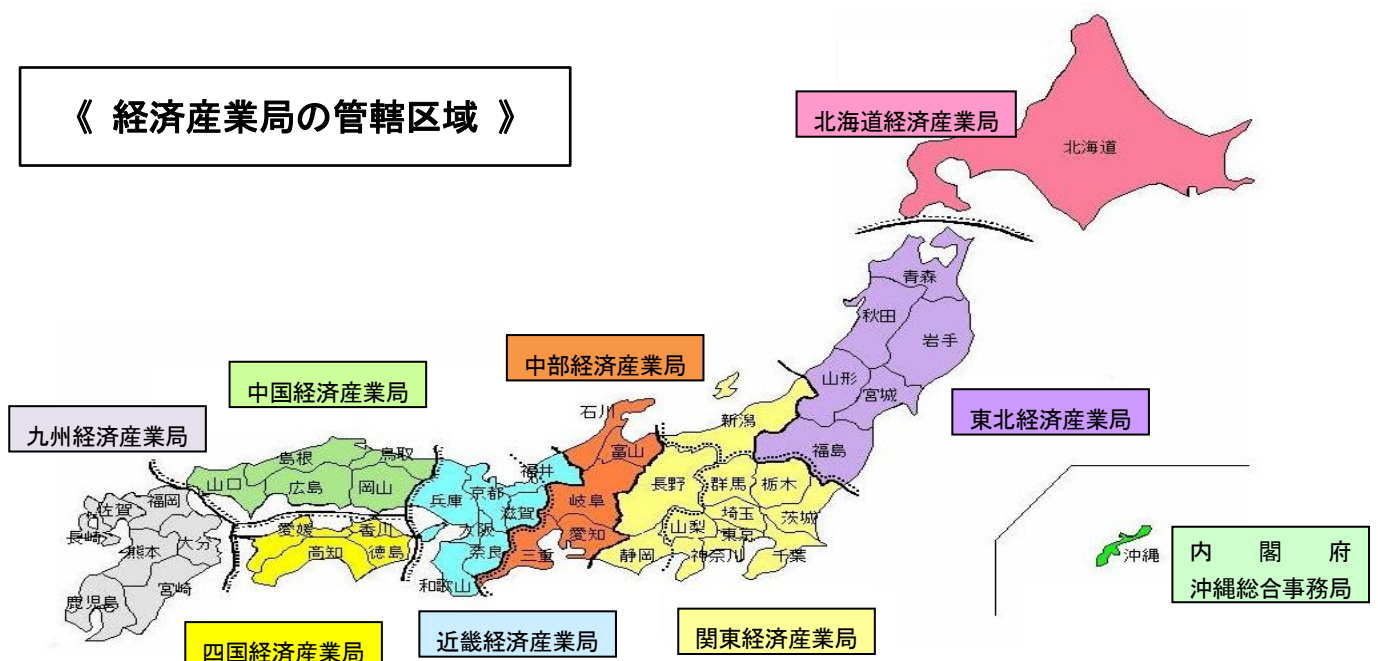 《 経済産業局の管轄区域 》
北海道経済産業局
北海道
青森
秋田
岩手
山形
宮城
福島
東北経済産業局
中部経済産業局
中国経済産業局
九州経済産業局
石川
富山
新潟
福井
岐阜
愛知
三重
長野
群馬
栃木
埼玉
茨城
山梨
東京
静岡
神奈川
千葉
鳥取
島根
山口
広島
岡山
兵庫
京都
滋賀
大阪
奈良
和歌山
愛媛
香川
高知
徳島
福岡
佐賀
長崎
熊本
大分
宮崎
鹿児島
沖縄
内閣府
沖縄総合事務局
関東経済産業局
近畿経済産業局
四国経済産業局